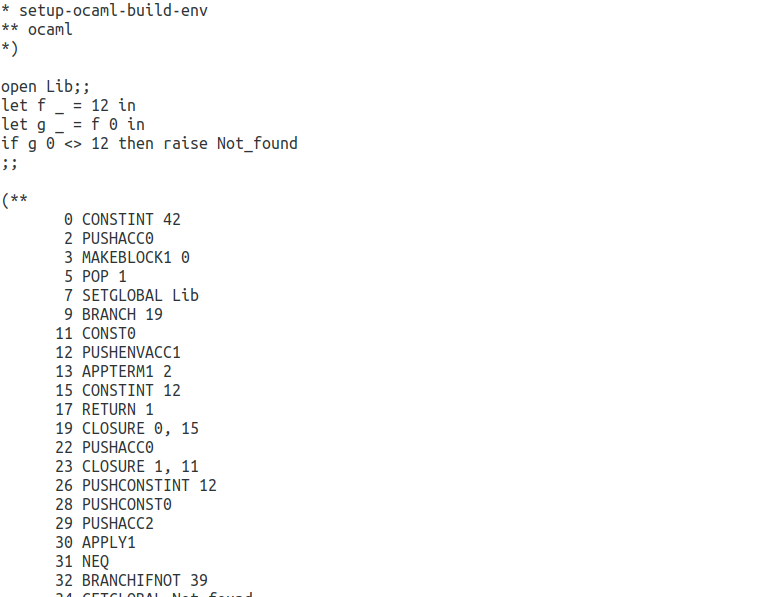 * setup-ocaml-build-env
** ocaml
*)
open Lib;;
let f _ = 12 in
let g _ = f 0 in
if g 0 <> 12 then raise Not_found
;;
(**
0 CONSTINT 42
2 PUSHACC0
3 MAKEBLOCK1 0
5 POP 1
7 SETGLOBAL Lib
9 BRANCH 19
11 CONST0
12 PUSHENVACC1
13 APPTERM1 2
15 CONSTINT 12
17 RETURN 1
19 CLOSURE 0, 15
22 PUSHACC0
23 CLOSURE 1, 11
26 PUSHCONSTINT 12
28 PUSHCONST0
29 PUSHACC2
30 APPLY1
31 NEQ
32 BRANCHIFNOT 39
34 GETGLOBAL Not_found